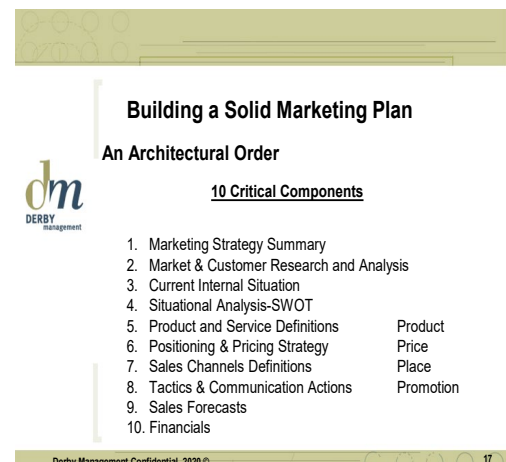 Building a Solid Marketing Plan
An Architectural Order
10 Critical Components
dm
DERBY
management
1. Marketing Strategy Summary
2. Market & Customer Research and Analysis
3. Current Internal Situation
4. Situational Analysis-SWOT
5. Product and Service Definitions Product
6. Positioning & Pricing Strategy Price
7. Sales Channels Definitions Place
8. Tactics & Communication Actions Promotion
9. Sales Forecasts
10. Financials
Derby Management Confidential 2020 © 17